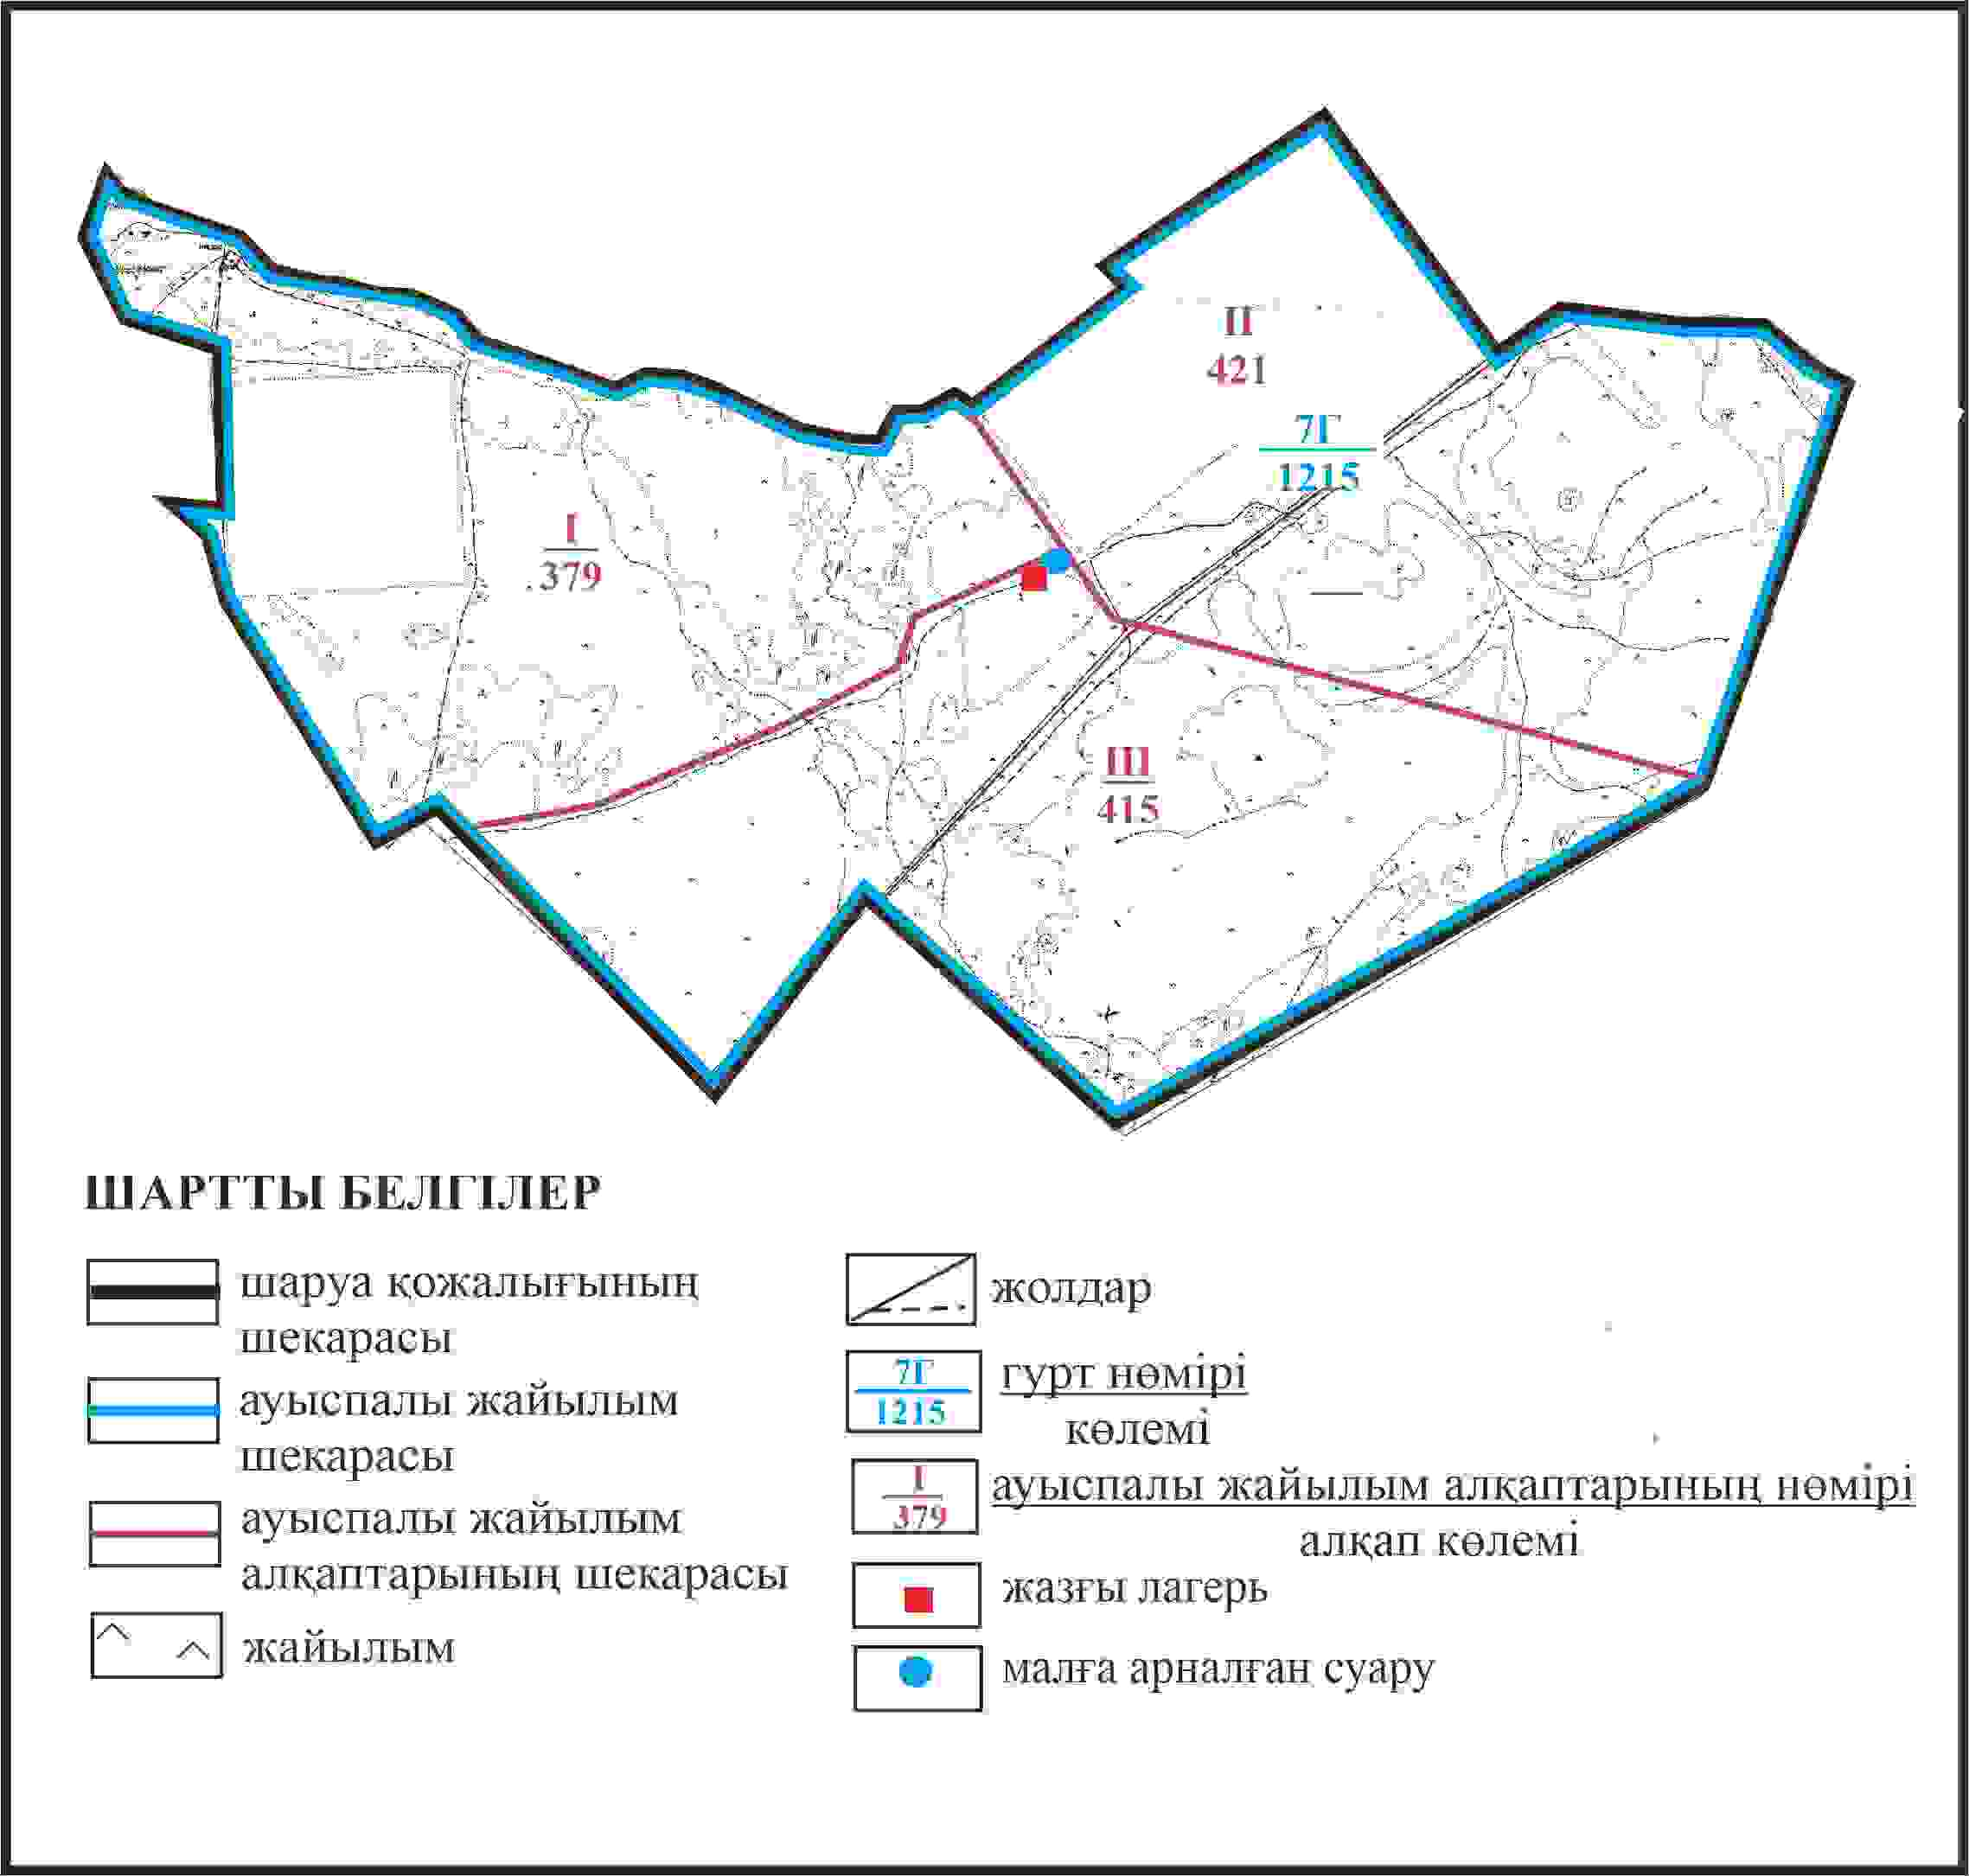 II
421
7Г
1215
I
379
III
415
ШАРТТЫ БЕЛГІЛЕР
шаруа қожалығының
шекарасы
ауыспалы жайылым
шекарасы
ауыспалы жайылым
алқаптарының шекарасы
жайылым
жолдар
7Г
1215
гурт нөмірі
көлемі
I
379
ауыспалы жайылым алқаптарының нөмірі
алқап көлемі
жазғы лагерь
малға арналған суару